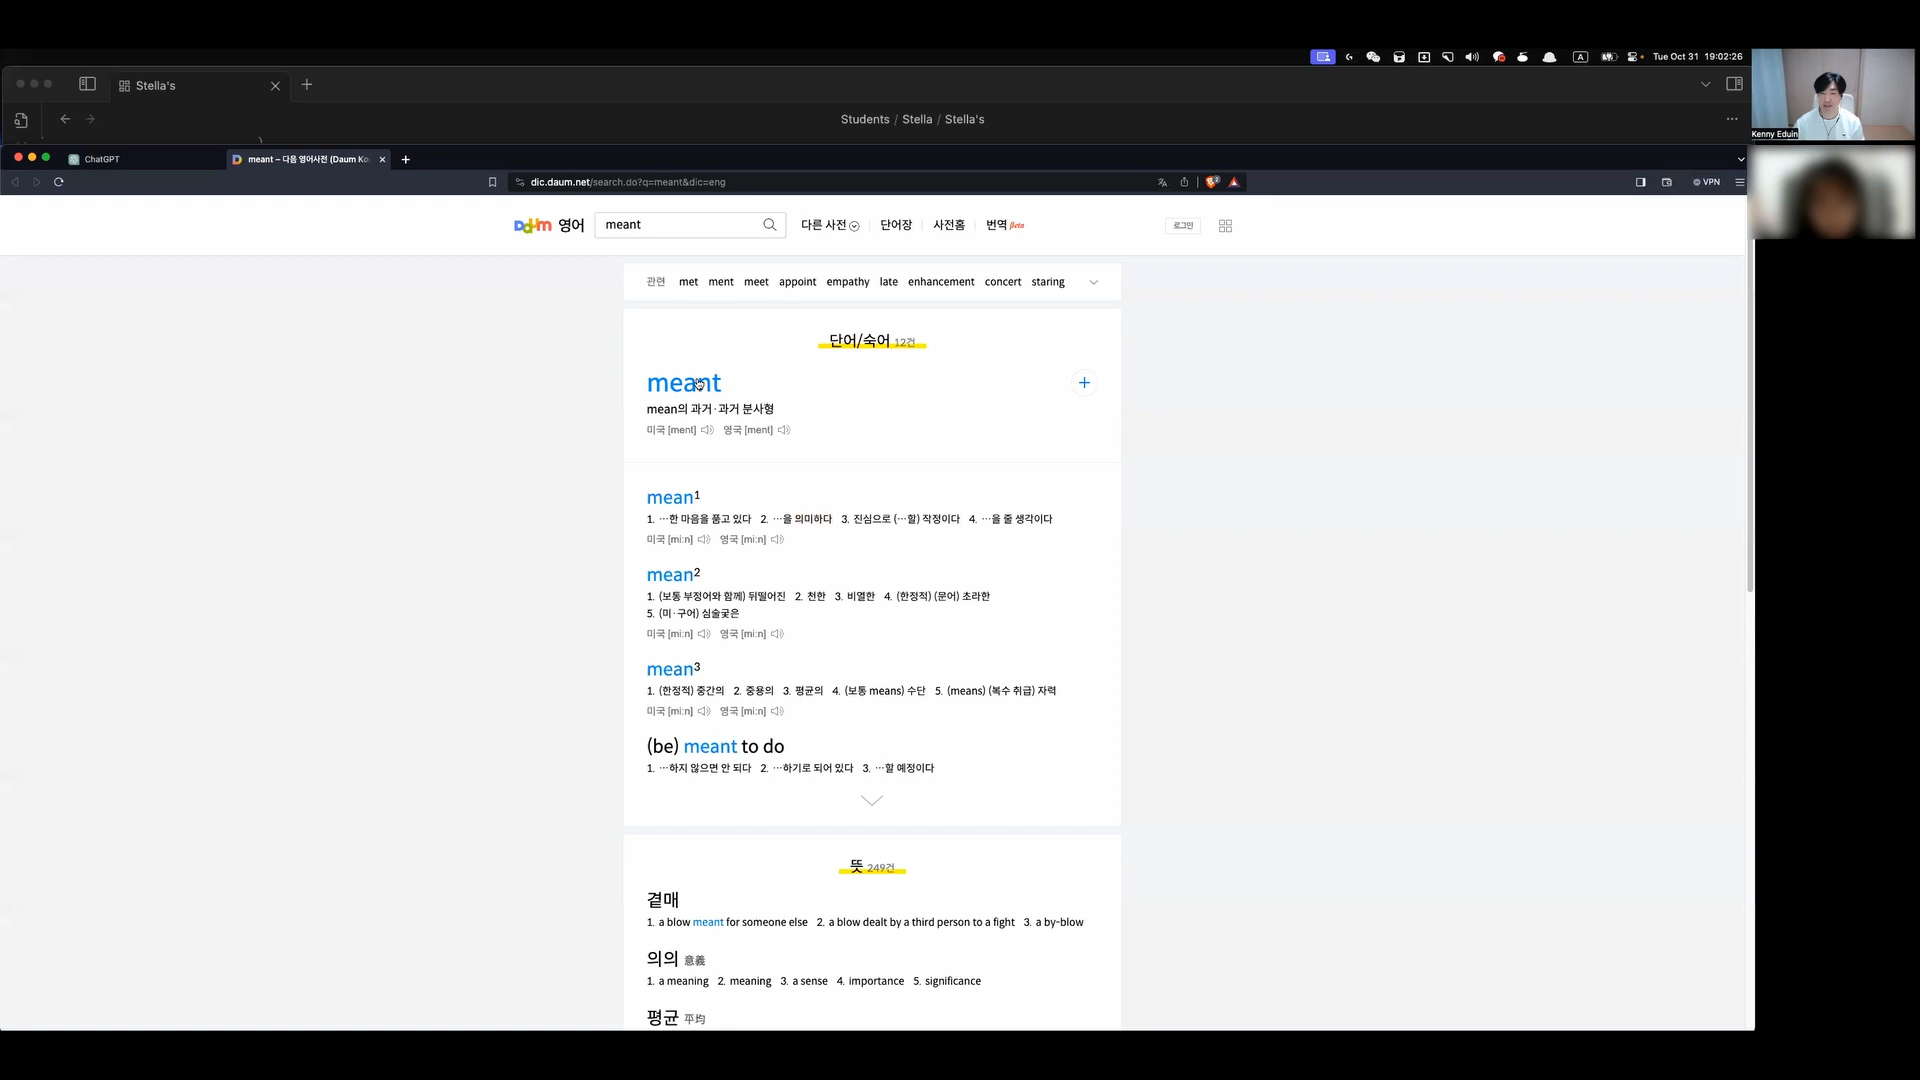 Tue Oct 31 19:02:26
Stella's
Students / Stella / Stella's
Kenny Eduin
ChatGPT
meant – 다음 영어사전 (Daum Ko
dic.daum.net/search.do?q=meant&dic=eng
VPN
Daum 영어 meant 다른 사전 단어장 사전홈 번역 Beta 로그인
관련 met ment meet appoint empathy late enhancement concert staring
단어/숙어 12건
meant
mean의 과거·과거 분사형
미국 [ment] 영국 [ment]
mean1
1. …한 마음을 품고 있다 2. …을 의미하다 3. 진심으로 (…할) 작정이다 4. …을 줄 생각이다
미국 [mi:n] 영국 [mi:n]
mean2
1. (보통 부정어와 함께) 뒤떨어진 2. 천한 3. 비열한 4. (한정적) (문어) 초라한
5. (미·구어) 심술궂은
미국 [mi:n] 영국 [mi:n]
mean3
1. (한정적) 중간의 2. 중용의 3. 평균의 4. (보통 means) 수단 5. (means) (복수 취급) 자력
미국 [mi:n] 영국 [mi:n]
(be) meant to do
1. …하지 않으면 안 되다 2. …하기로 되어 있다 3. …할 예정이다
뜻 249건
곁매
1. a blow meant for someone else 2. a blow dealt by a third person to a fight 3. a by-blow
의의 意義
1. a meaning 2. meaning 3. a sense 4. importance 5. significance
평균 平均